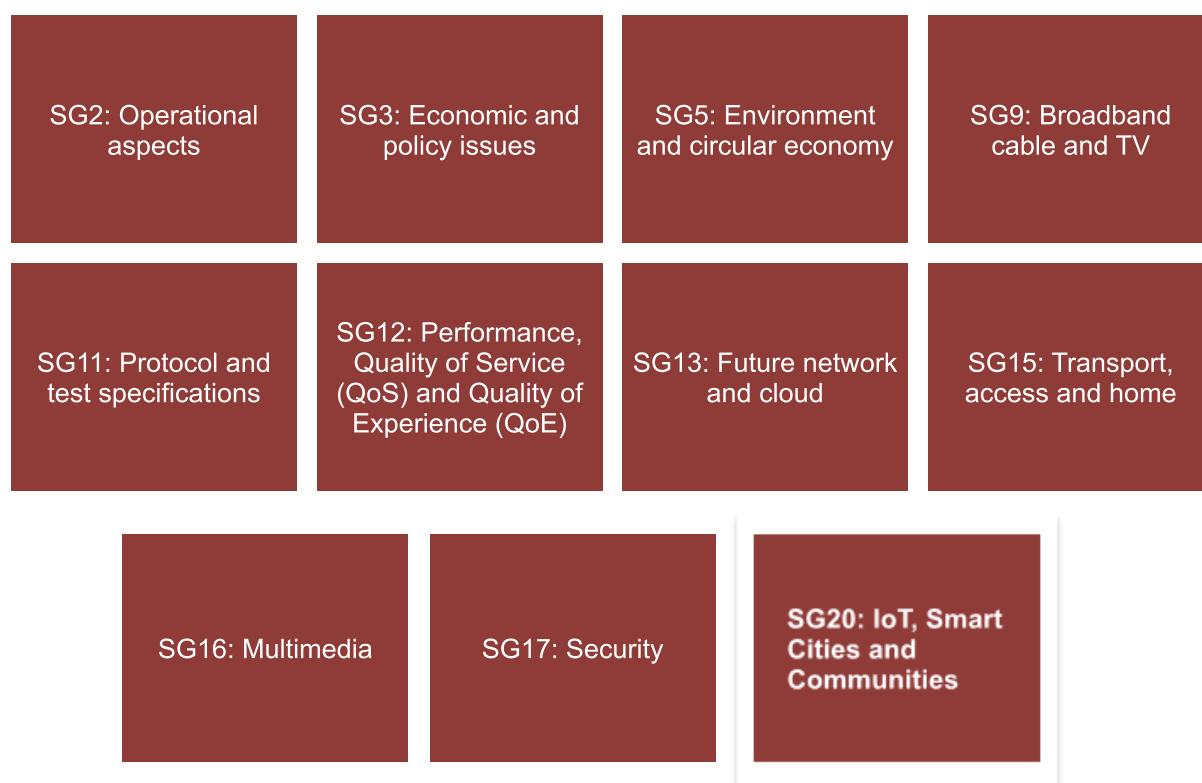 SG2: Operational
aspects
SG3: Economic and
policy issues
SG5: Environment
and circular economy
SG9: Broadband
cable and TV
SG11: Protocol and
test specifications
SG12: Performance,
Quality of Service
(QoS) and Quality of
Experience (QoE)
SG13: Future network
and cloud
SG15: Transport,
access and home
SG16: Multimedia
SG17: Security
SG20: IoT, Smart
Cities and
Communities